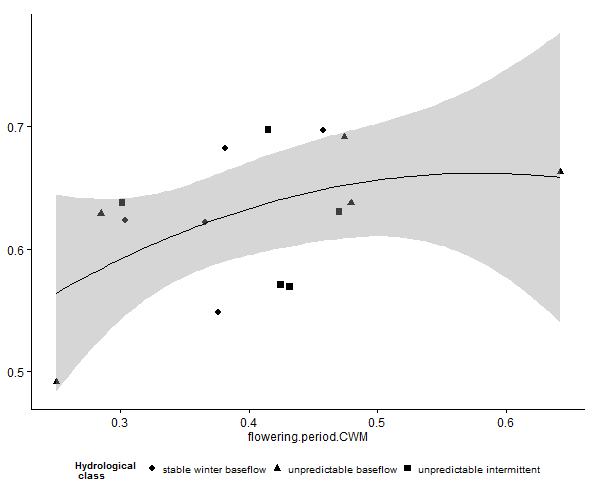 0.7
0.6
0.5
0.3 0.4 0.5 0.6
flowering.period.CWM
Hydrological
class
stable winter baseflow unpredictable baseflow unpredictable intermittent